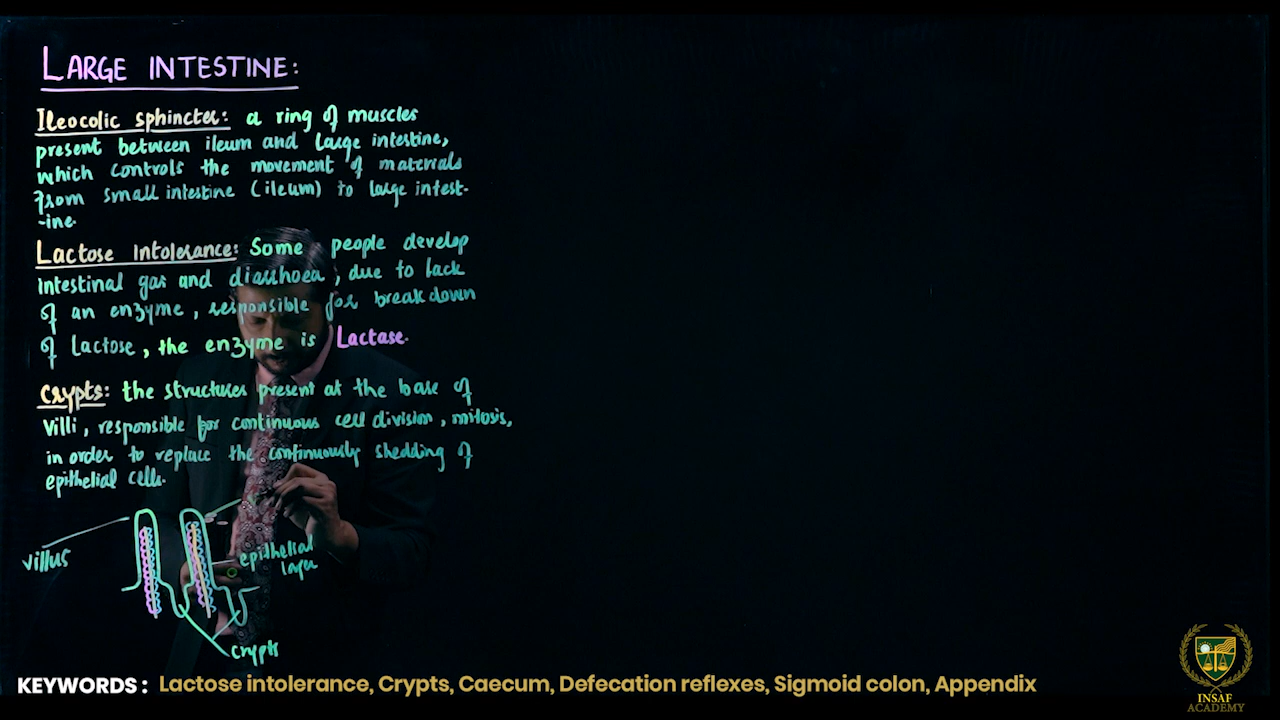 LARGE INTESTINE:
Ileocolic sphincter: a ring of muscles
present between ileum and large intestine,
which controls the movement of materials
from small intestine (ileum) to large intest-
-ine.
Lactose Intolerance: Some people develop
intestinal gas and diarrhoea, due to lack
of an enzyme, responsible for breakdown
of Lactose, the enzyme is Lactase.
Crypts: the structures present at the base of
villi, responsible for continuous cell division, mitosis,
in order to replace the continuously shedding of
epithelial cells.
villus
epithelial
layer
crypts
KEYWORDS: Lactose intolerance, Crypts, Caecum, Defecation reflexes, Sigmoid colon, Appendix
INSAF
ACADEMY